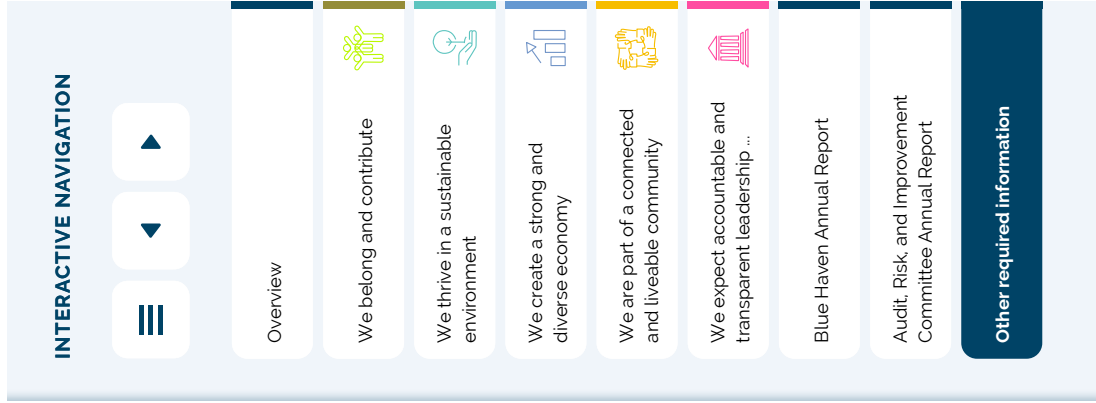 INTERACTIVE NAVIGATION
Overview
We belong and contribute
We thrive in a sustainable
environment
We create a strong and
diverse economy
We are part of a connected
and liveable community
We expect accountable and
transparent leadership ...
Blue Haven Annual Report
Audit, Risk, and Improvement
Committee Annual Report
Other required information